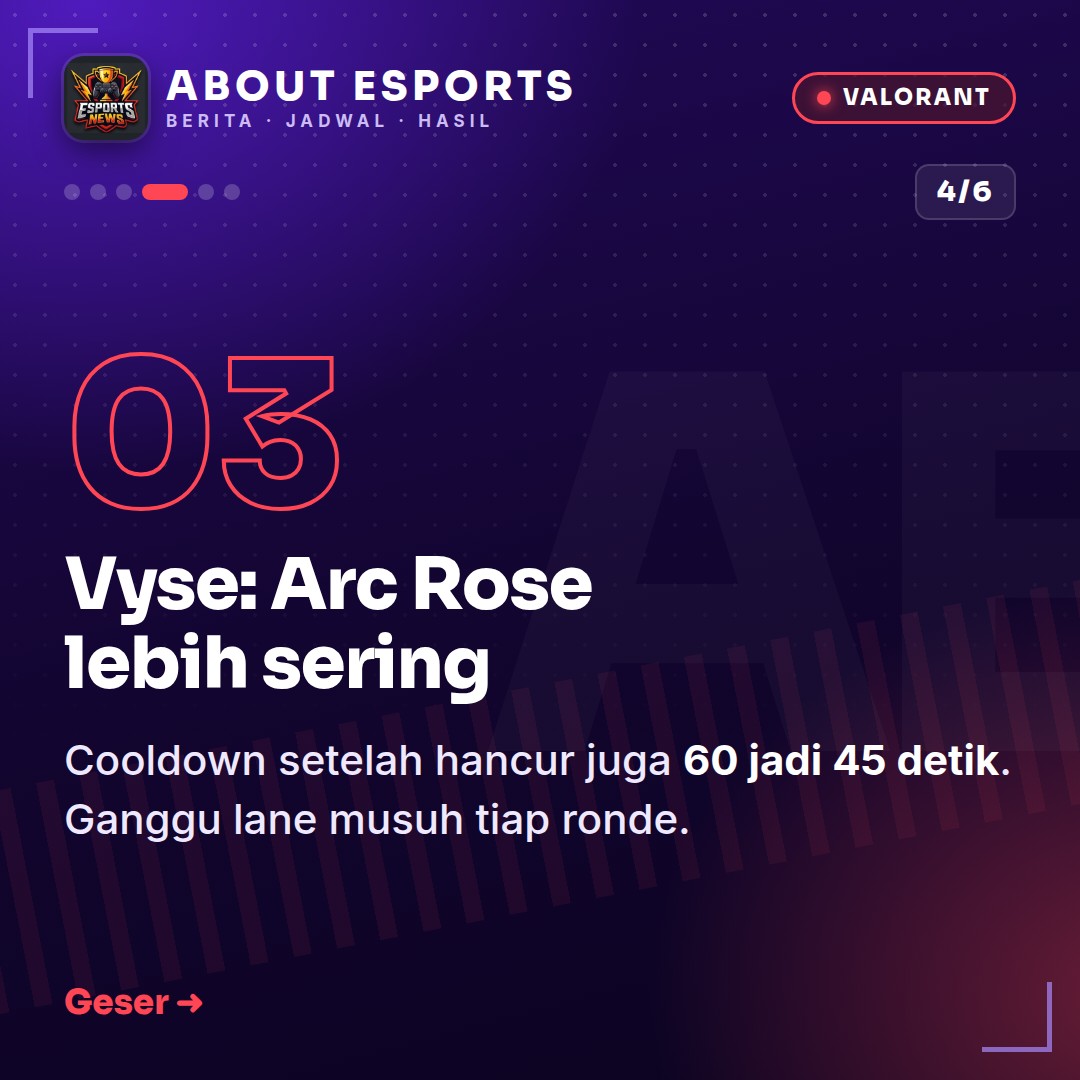 ESPORTS
NEWS
ABOUT ESPORTS
BERITA · JADWAL · HASIL
VALORANT
4/6
03
Vyse: Arc Rose
lebih sering
Cooldown setelah hancur juga 60 jadi 45 detik.
Ganggu lane musuh tiap ronde.
Geser ➜